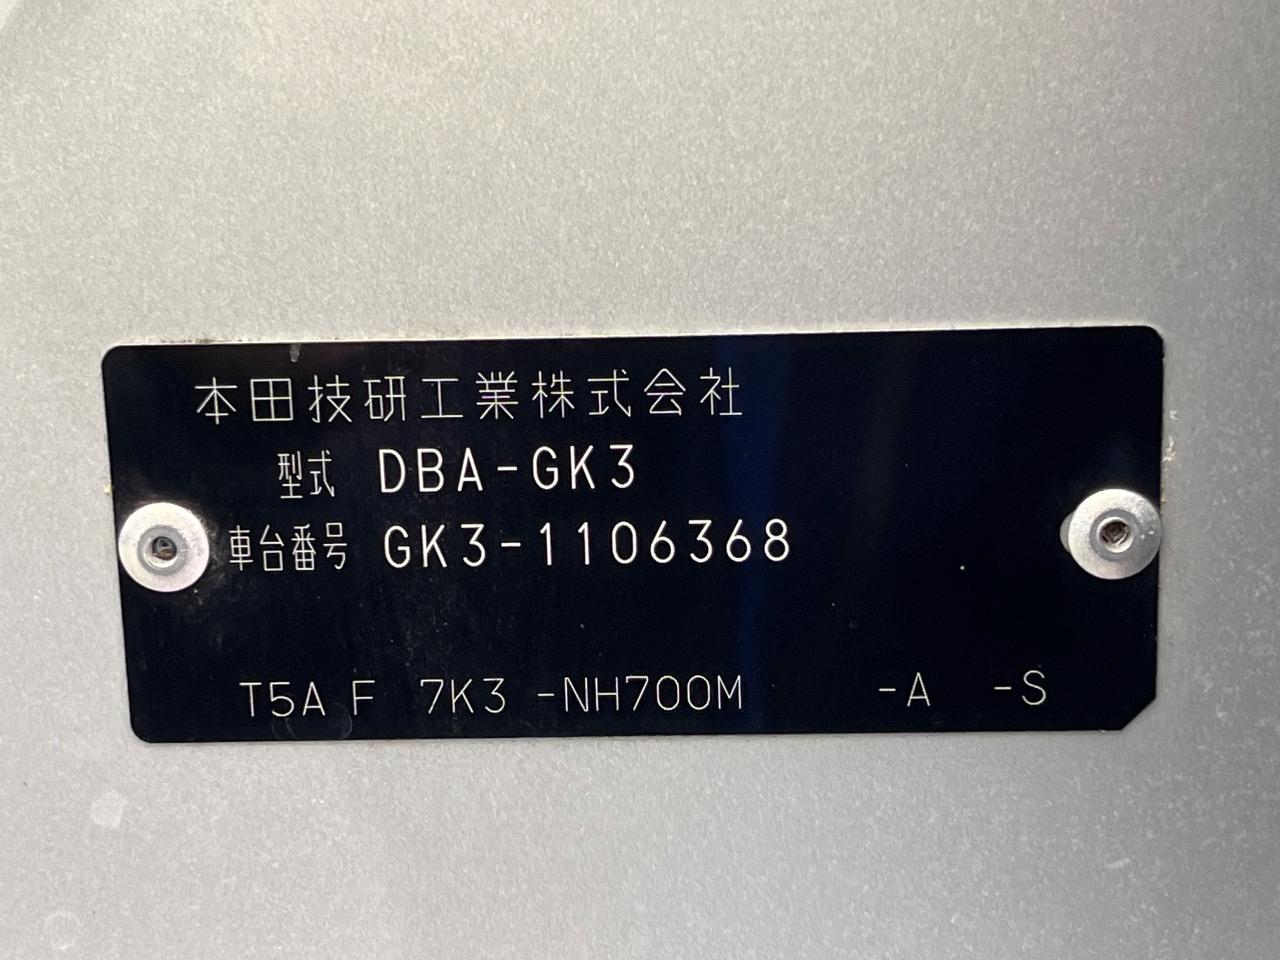 本田技研工業株式会社
型式 DBA-GK3
車台番号 GK3-1106368
T5A F 7K3 -NH700M -A -S